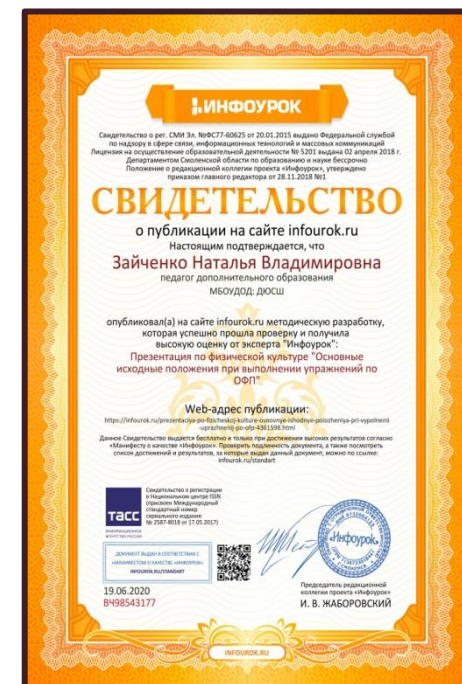 ИНФОУРОК
Свидетельство о рег. СМИ Эл. №ФС77-60625 от 20.01.2015 выдано Федеральной службой
по надзору в сфере связи, информационных технологий и массовых коммуникаций
Лицензия на осуществление образовательной деятельности № 5201 выдана 02 апреля 2018 г.
Департаментом Смоленской области по образованию и науке бессрочно
Положение о редакционной коллегии проекта «Инфоурок», утверждено
приказом главного редактора от 28.11.2018 №1
СВИДЕТЕЛЬСТВО
о публикации на сайте infourok.ru
Настоящим подтверждается, что
Зайченко Наталья Владимировна
педагог дополнительного образования
МБОУДОД: ДЮСШ
опубликовал(а) на сайте infourok.ru методическую разработку,
которая успешно прошла проверку и получила
высокую оценку от эксперта "Инфоурок":
Презентация по физической культуре "Основные
исходные положения при выполнении упражнений по
ОФП"
Web-адрес публикации:
https://infourok.ru/prezentaciya-po-fizicheskoj-kulture-osnovnye-ishodnye-polozheniya-pri-vypolnenii
-uprazhnenij-po-ofp-4361598.html
Данное Свидетельство выдается бесплатно и только при достижении высоких результатов согласно
«Манифесту о качестве «Инфоурок». Проверить подлинность документа, а также посмотреть
список достижений и результатов, за которые выдан данный документ, можно по ссылке:
infourok.ru/standart
Свидетельство о регистрации
в Национальном центре ISSN
(присвоен Международный
стандартный номер
сериального издания:
№ 2587-8018 от 17.05.2017)
ТАСС
ИНФОРМАЦИОННОЕ
АГЕНТСТВО РОССИИ
ДОКУМЕНТ ВЫДАН В СООТВЕТСТВИИ С
«МАНИФЕСТОМ О КАЧЕСТВЕ «ИНФОУРОК»
INFOUROK.RU/STANDART
«Инфоурок»
19.06.2020
ВЧ98543177
Председатель редакционной
коллегии проекта «Инфоурок»
И. В. ЖАБОРОВСКИЙ
INFOUROK.RU